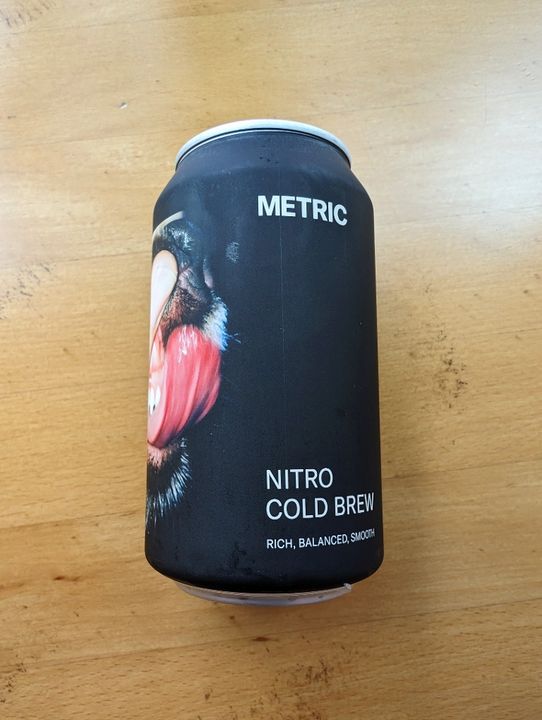 METRIC
NITRO
COLD BREW
RICH, BALANCED, SMOOTH